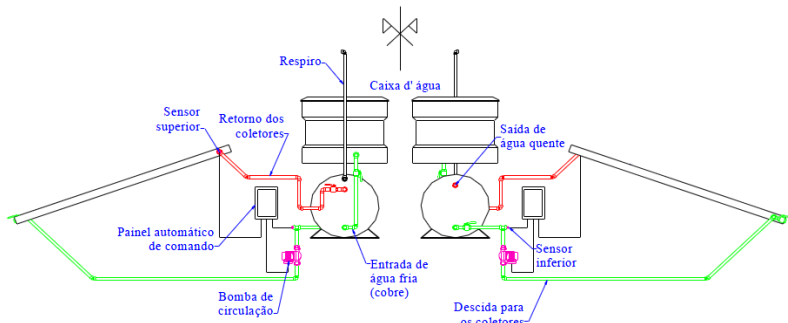 Respiro
Caixa d' água
Sensor
superior
Retorno dos
coletores
Saída de
água quente
Painel automático
de comando
Entrada de
água fria
(cobre)
Sensor
inferior
Bomba de
circulação
Descida para
os coletores